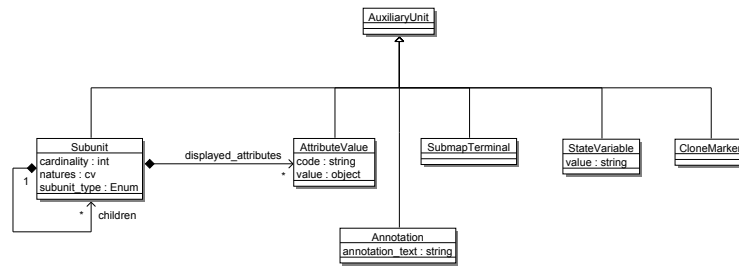 AuxiliaryUnit
Subunit
cardinality : int
natures : cv
subunit_type : Enum
1
* children
displayed_attributes
*
AttributeValue
code : string
value : object
SubmapTerminal
StateVariable
value : string
CloneMarker
Annotation
annotation_text : string